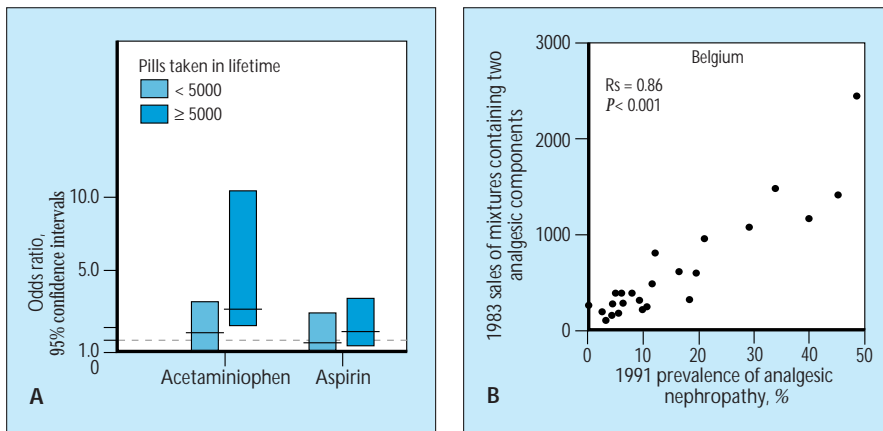 Pills taken in lifetime
< 5000
≥ 5000
Odds ratio,
95% confidence intervals
10.0
5.0
1.0
0
Acetaminiophen
Aspirin
A
Belgium
Rs = 0.86
P< 0.001
1983 sales of mixtures containing two
analgesic components
3000
2000
1000
0
0
10
20
30
40
50
1991 prevalence of analgesic
nephropathy, %
B